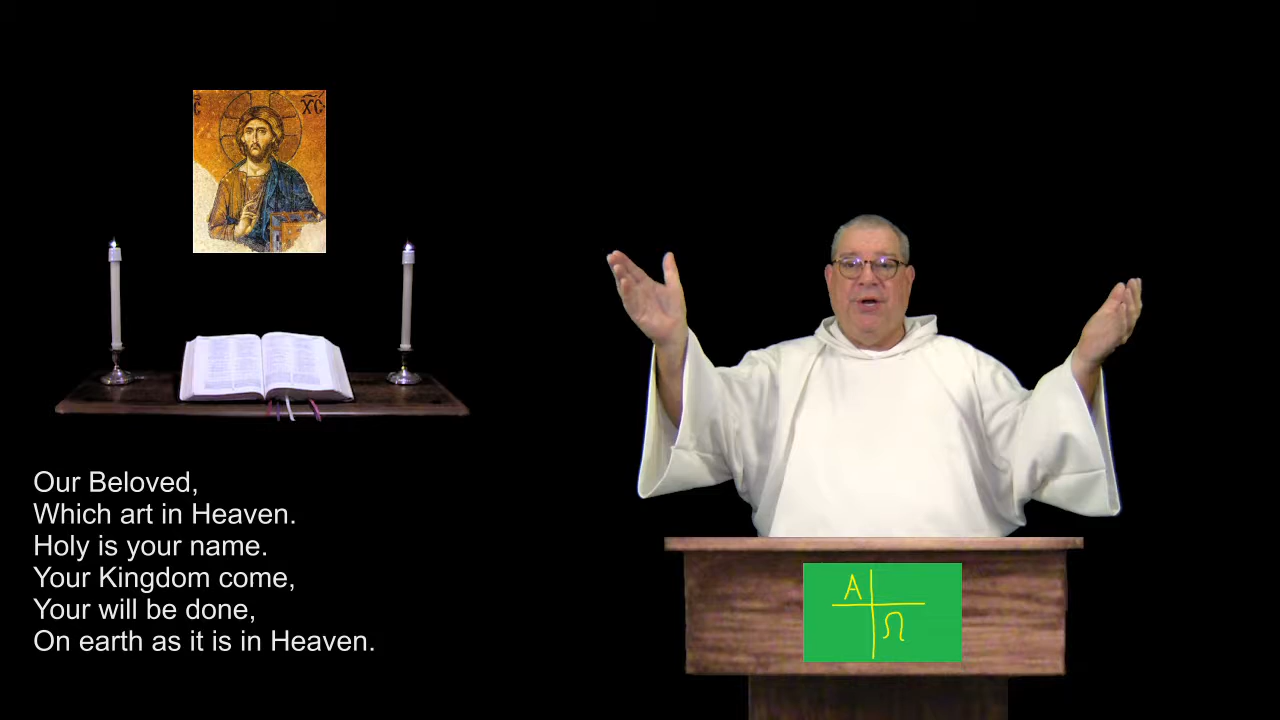 C XC
Our Beloved,
Which art in Heaven.
Holy is your name.
Your Kingdom come,
Your will be done,
On earth as it is in Heaven.
A
Ω